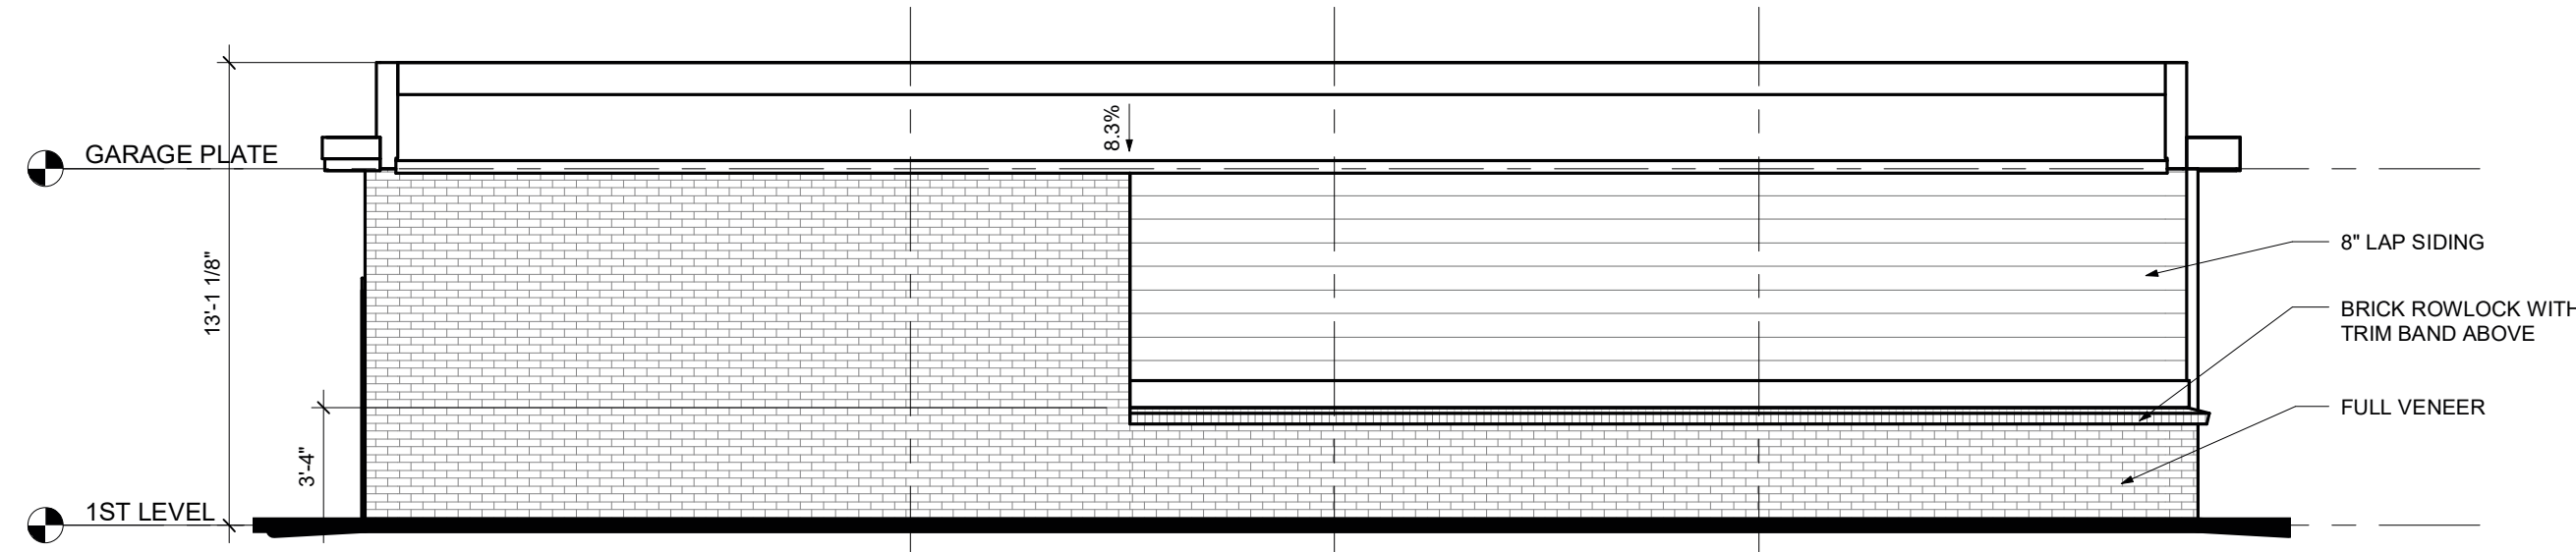 8.3%
GARAGE PLATE
13'-1 1/8"
8" LAP SIDING
BRICK ROWLOCK WITH
TRIM BAND ABOVE
FULL VENEER
3'-4"
1ST LEVEL